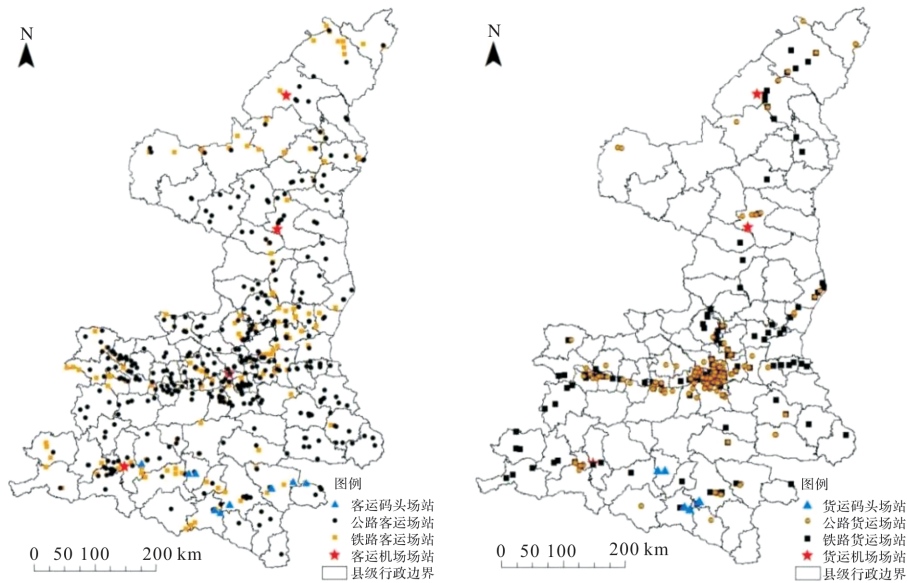 N
图例
客运码头场站
公路客运场站
铁路客运场站
客运机场场站
县级行政边界
0 50 100 200 km
N
图例
货运码头场站
公路货运场站
铁路货运场站
货运机场场站
县级行政边界
0 50 100 200 km